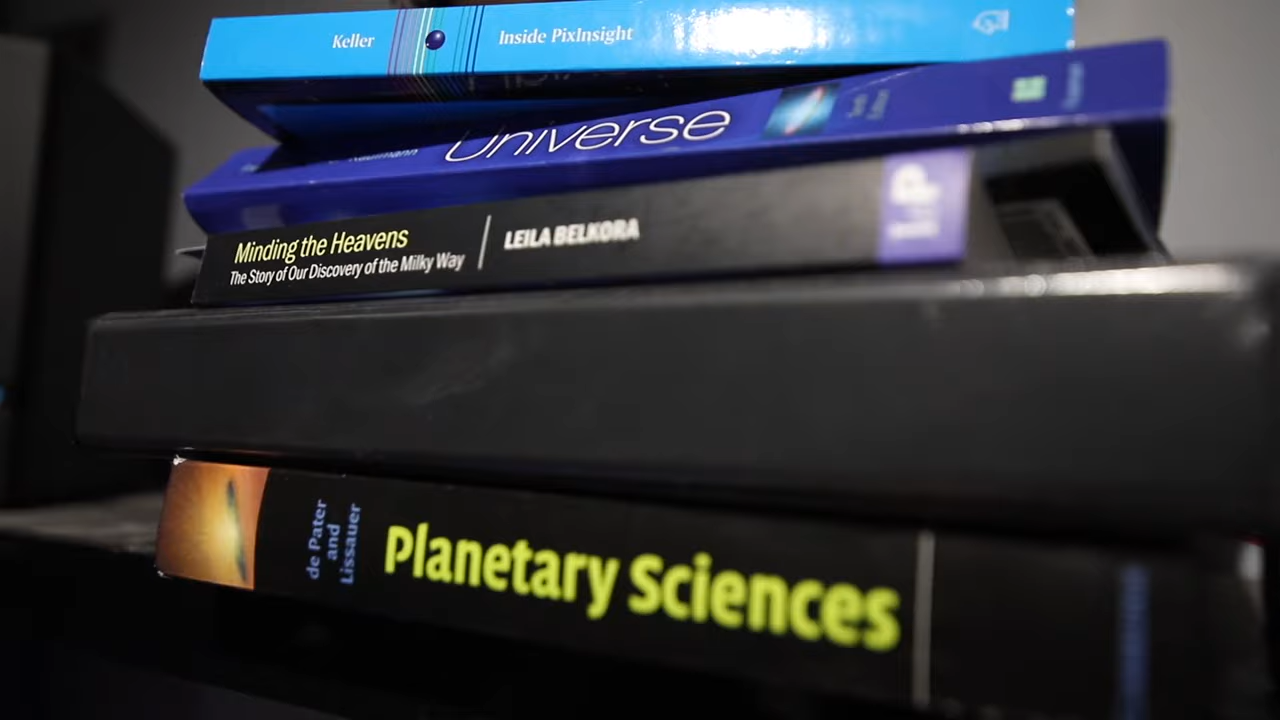 Keller
Inside PixInsight
Kaufmann
Universe
Minding the Heavens
The Story of Our Discovery of the Milky Way
LEILA BELKORA
de Pater
and
Lissauer
Planetary Sciences